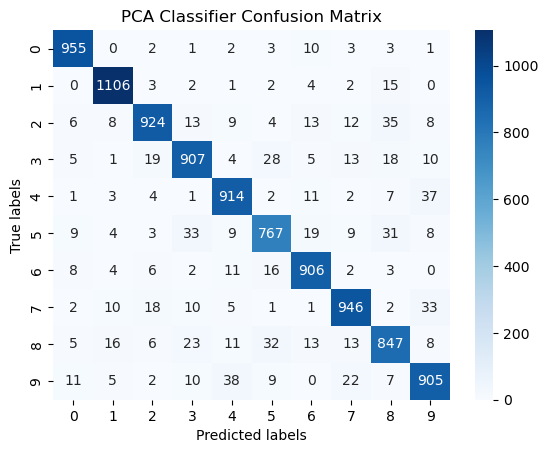 PCA Classifier Confusion Matrix
0 955 0 2 1 2 3 10 3 3 1
1 0 1106 3 2 1 2 4 2 15 0
2 6 8 924 13 9 4 13 12 35 8
3 5 1 19 907 4 28 5 13 18 10
4 1 3 4 1 914 2 11 2 7 37
5 9 4 3 33 9 767 19 9 31 8
6 8 4 6 2 11 16 906 2 3 0
7 2 10 18 10 5 1 1 946 2 33
8 5 16 6 23 11 32 13 13 847 8
9 11 5 2 10 38 9 0 22 7 905
0 1 2 3 4 5 6 7 8 9
Predicted labels
True labels
1000
800
600
400
200
0